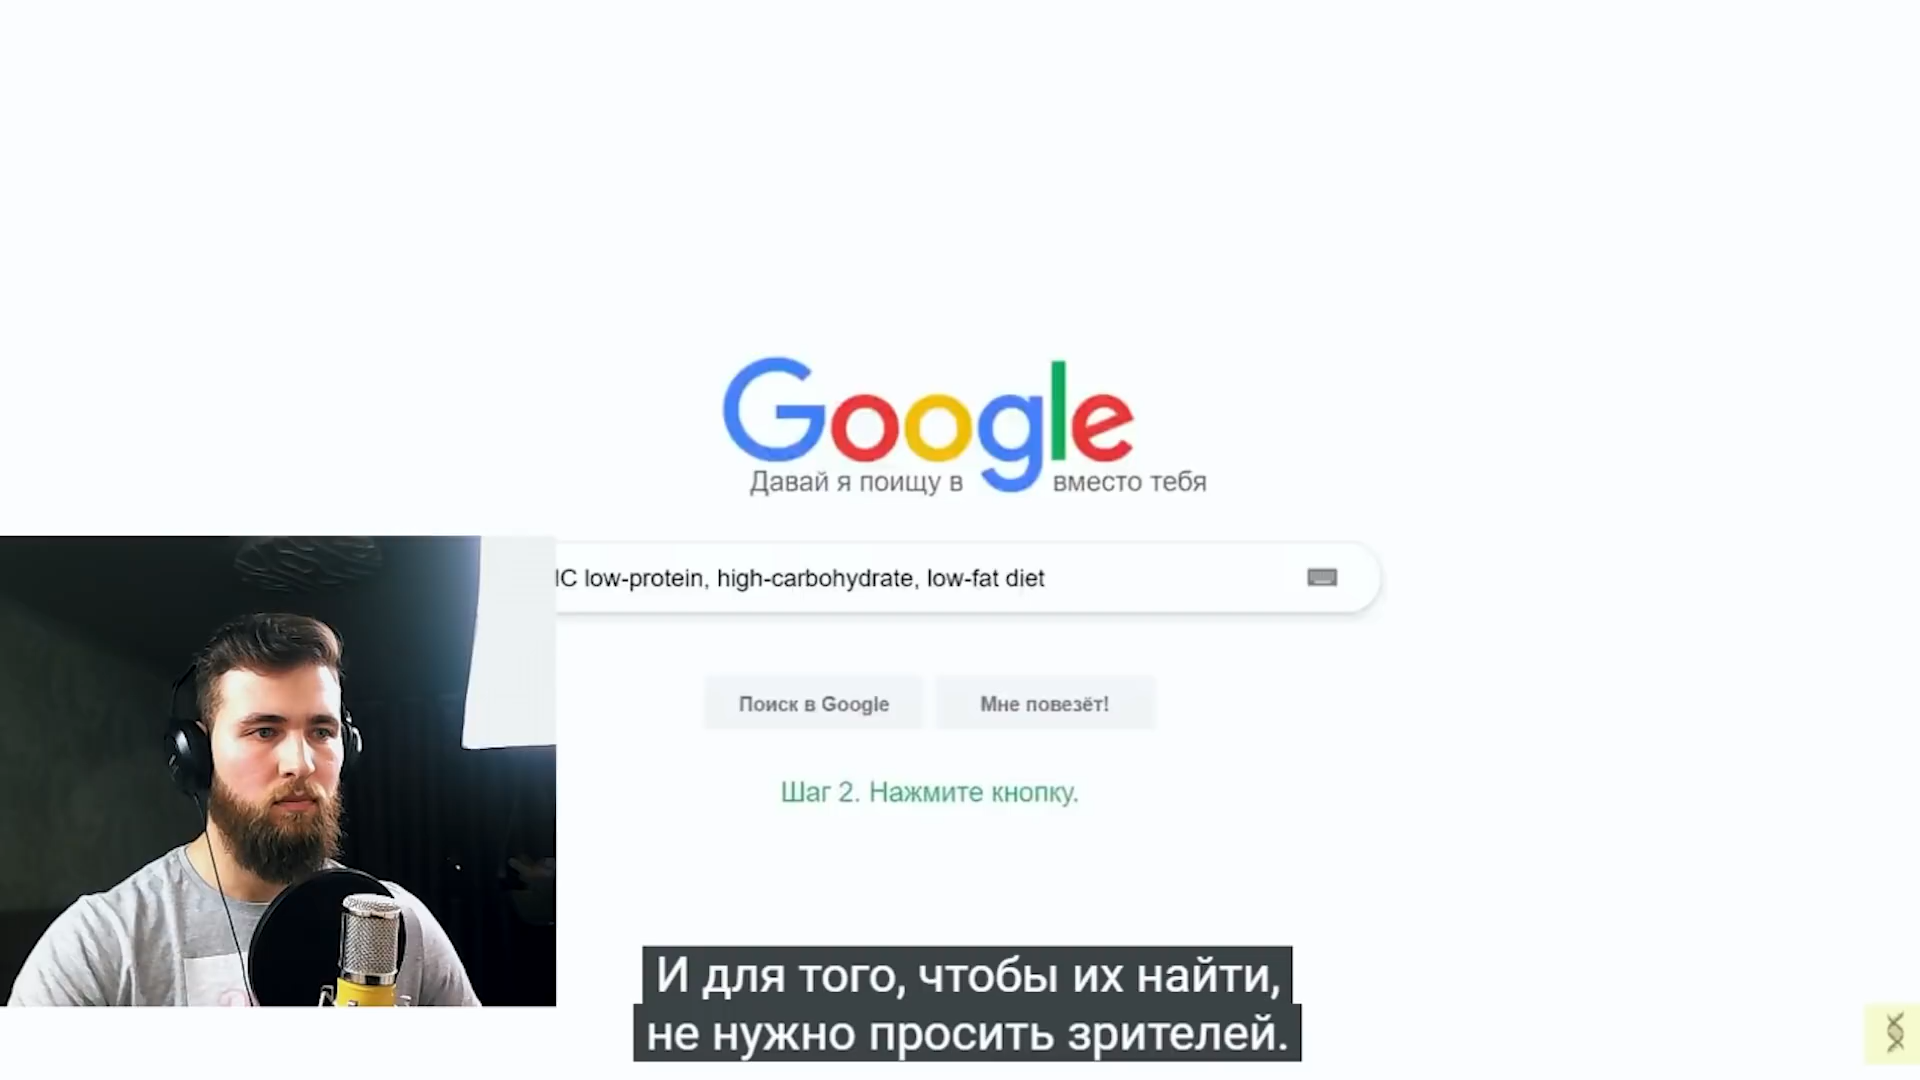 Google
Давай я поищу в вместо тебя
low-protein, high-carbohydrate, low-fat diet
Поиск в Google Мне повезёт!
Шаг 2. Нажмите кнопку.
И для того, чтобы их найти,
не нужно просить зрителей.